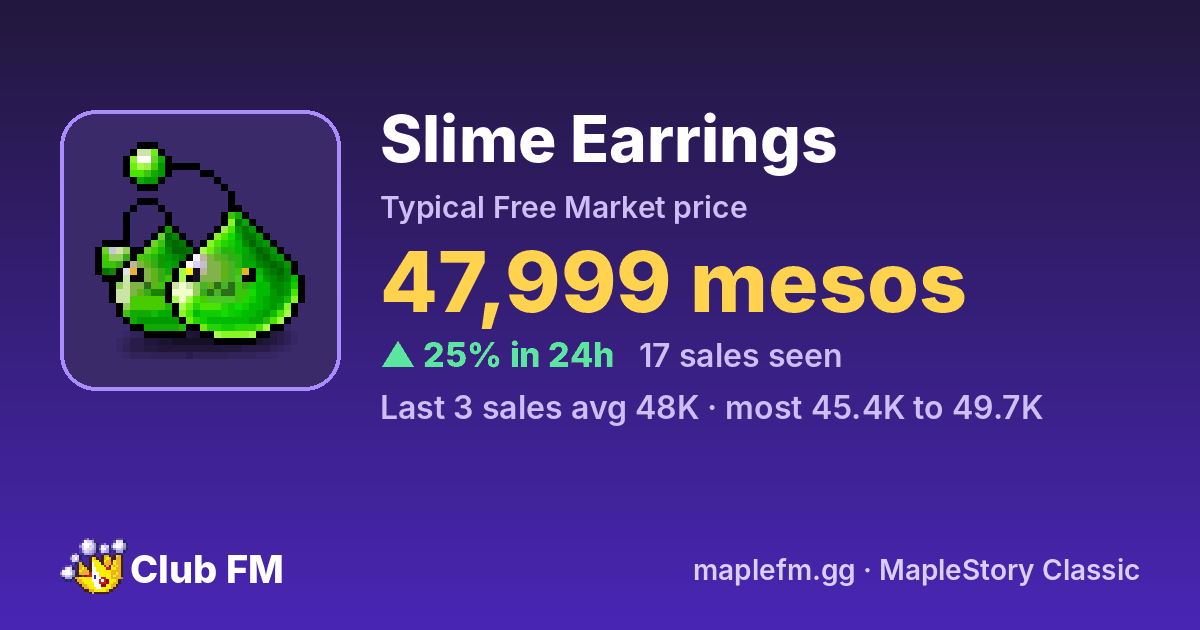 Slime Earrings
Typical Free Market price
47,999 mesos
▲ 25% in 24h 17 sales seen
Last 3 sales avg 48K · most 45.4K to 49.7K
Club FM
maplefm.gg · MapleStory Classic